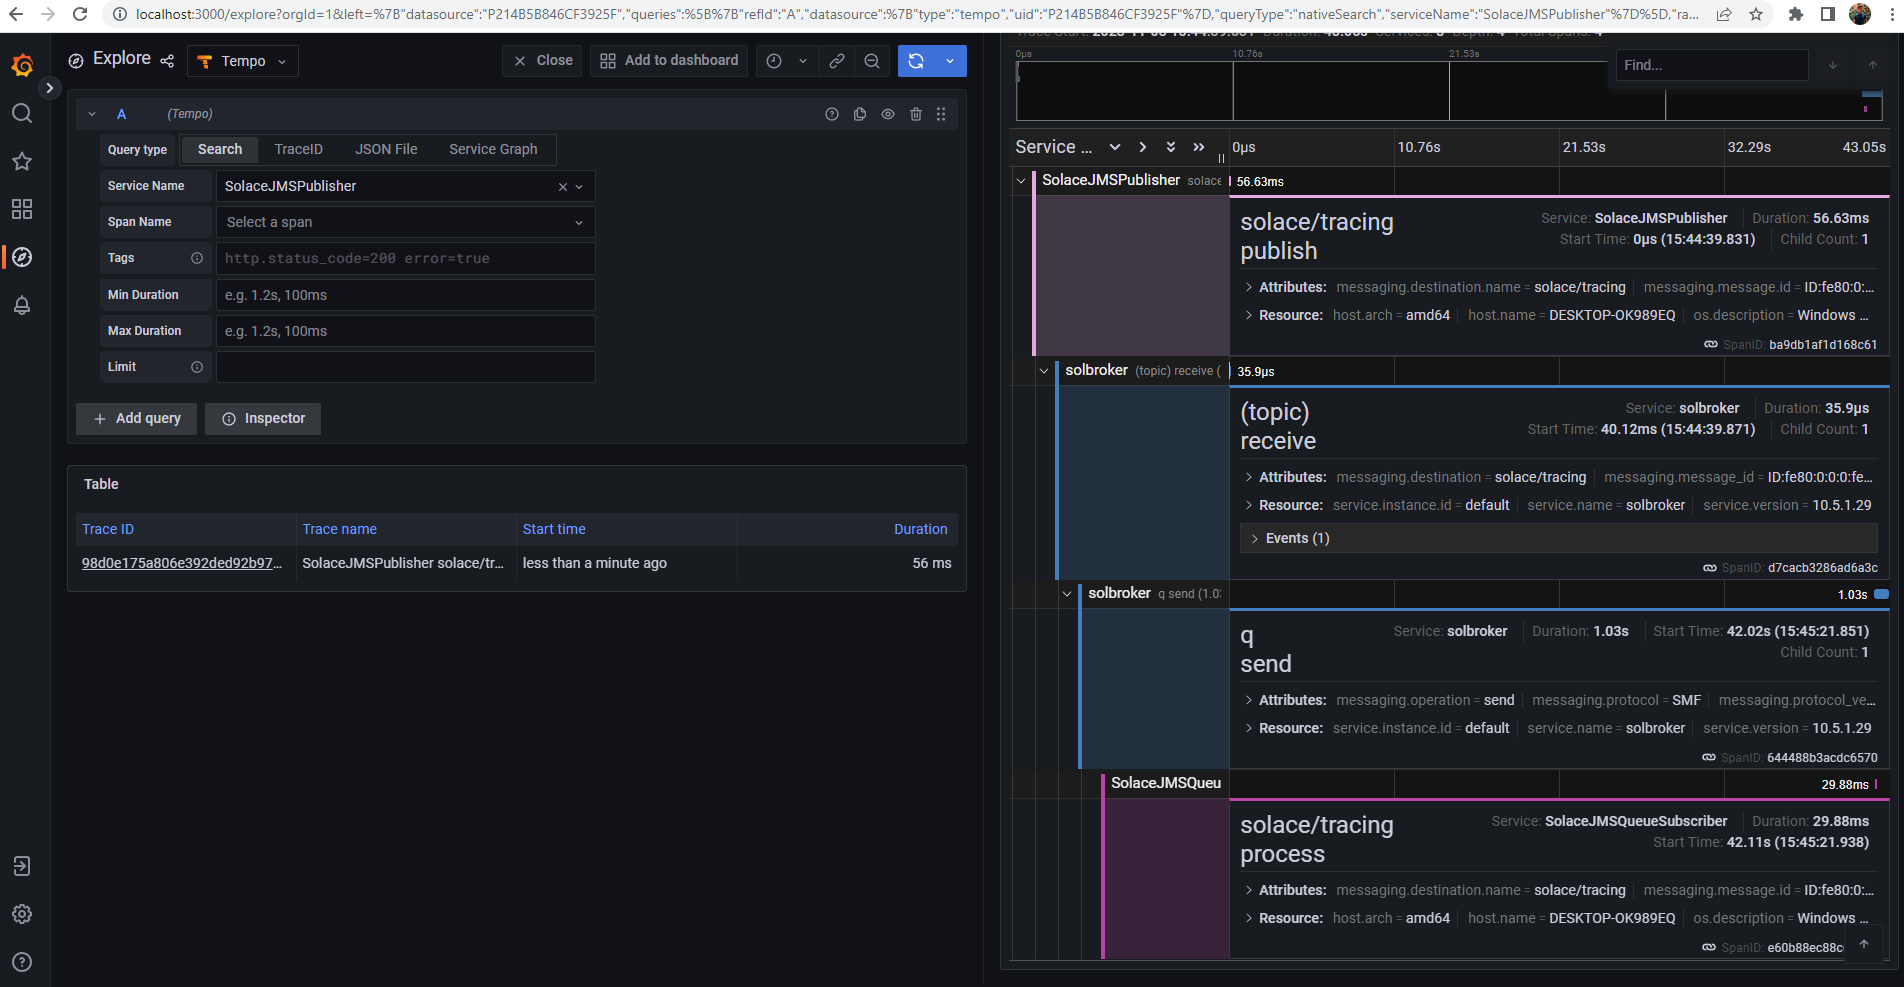 localhost:3000/explore?orgId=1&left=%7B"datasource":"P214B5B846CF3925F","queries":%5B%7B"refId":"A","datasource":%7B"type":"tempo","uid":"P214B5B846CF3925F"%7D,"queryType":"nativeSearch","serviceName":"SolaceJMSPublisher"%7D%5D,"ra...
Explore
Tempo
Close
Add to dashboard
A (Tempo)
Query type Search TraceID JSON File Service Graph
Service Name SolaceJMSPublisher
Span Name Select a span
Tags http.status_code=200 error=true
Min Duration e.g. 1.2s, 100ms
Max Duration e.g. 1.2s, 100ms
Limit
+ Add query Inspector
Table
Trace ID Trace name Start time Duration
98d0e175a806e392ded92b97... SolaceJMSPublisher solace/tr... less than a minute ago 56 ms
0µs 10.76s 21.53s
Find...
Service ... 0µs 10.76s 21.53s 32.29s 43.05s
SolaceJMSPublisher solace 56.63ms
solace/tracing publish
Service: SolaceJMSPublisher Duration: 56.63ms
Start Time: 0µs (15:44:39.831) Child Count: 1
Attributes: messaging.destination.name = solace/tracing messaging.message.id = ID:fe80:0:...
Resource: host.arch = amd64 host.name = DESKTOP-OK989EQ os.description = Windows ...
SpanID: ba9db1af1d168c61
solbroker (topic) receive ( 35.9µs
(topic) receive
Service: solbroker Duration: 35.9µs
Start Time: 40.12ms (15:44:39.871) Child Count: 1
Attributes: messaging.destination = solace/tracing messaging.message_id = ID:fe80:0:0:0:fe...
Resource: service.instance.id = default service.name = solbroker service.version = 10.5.1.29
Events (1)
SpanID: d7cacb3286ad6a3c
solbroker q send (1.03 1.03s
q send
Service: solbroker Duration: 1.03s Start Time: 42.02s (15:45:21.851)
Child Count: 1
Attributes: messaging.operation = send messaging.protocol = SMF messaging.protocol_ve...
Resource: service.instance.id = default service.name = solbroker service.version = 10.5.1.29
SpanID: 644488b3acdc6570
SolaceJMSQueu 29.88ms
solace/tracing process
Service: SolaceJMSQueueSubscriber Duration: 29.88ms
Start Time: 42.11s (15:45:21.938)
Attributes: messaging.destination.name = solace/tracing messaging.message.id = ID:fe80:0:...
Resource: host.arch = amd64 host.name = DESKTOP-OK989EQ os.description = Windows ...
SpanID: e60b88ec88c